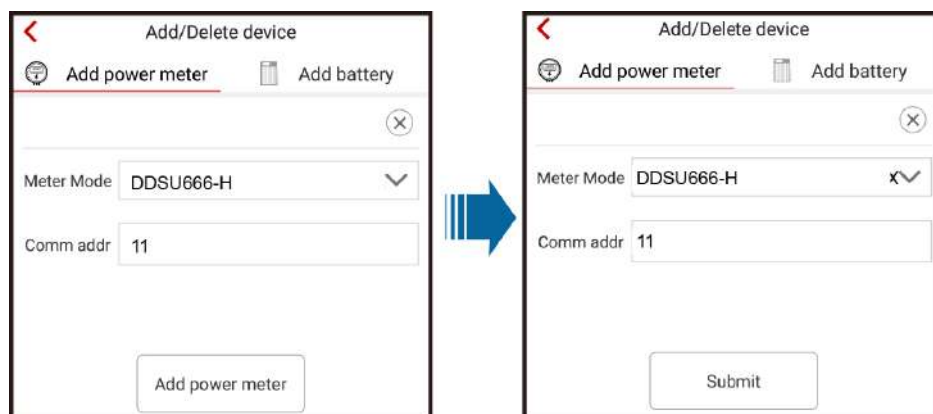 Add/Delete device
Add power meter Add battery
Meter Mode DDSU666-H
Comm addr 11
Add power meter
Add/Delete device
Add power meter Add battery
Meter Mode DDSU666-H x
Comm addr 11
Submit